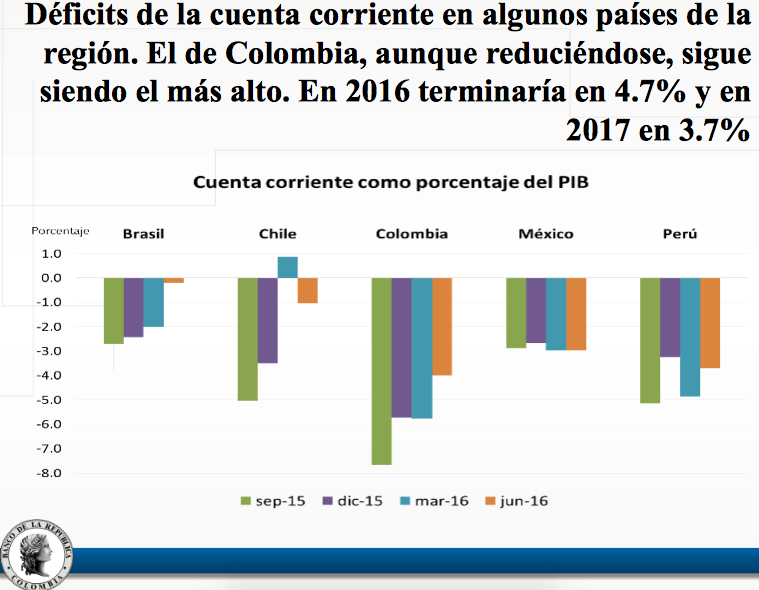 Déficits de la cuenta corriente en algunos países de la
región. El de Colombia, aunque reduciéndose, sigue
siendo el más alto. En 2016 terminaría en 4.7% y en
2017 en 3.7%
Cuenta corriente como porcentaje del PIB
Porcentaje
Brasil Chile Colombia México Perú
1.0
0.0
-1.0
-2.0
-3.0
-4.0
-5.0
-6.0
-7.0
-8.0
sep-15 dic-15 mar-16 jun-16
BANCO DE LA REPÚBLICA
COLOMBIA